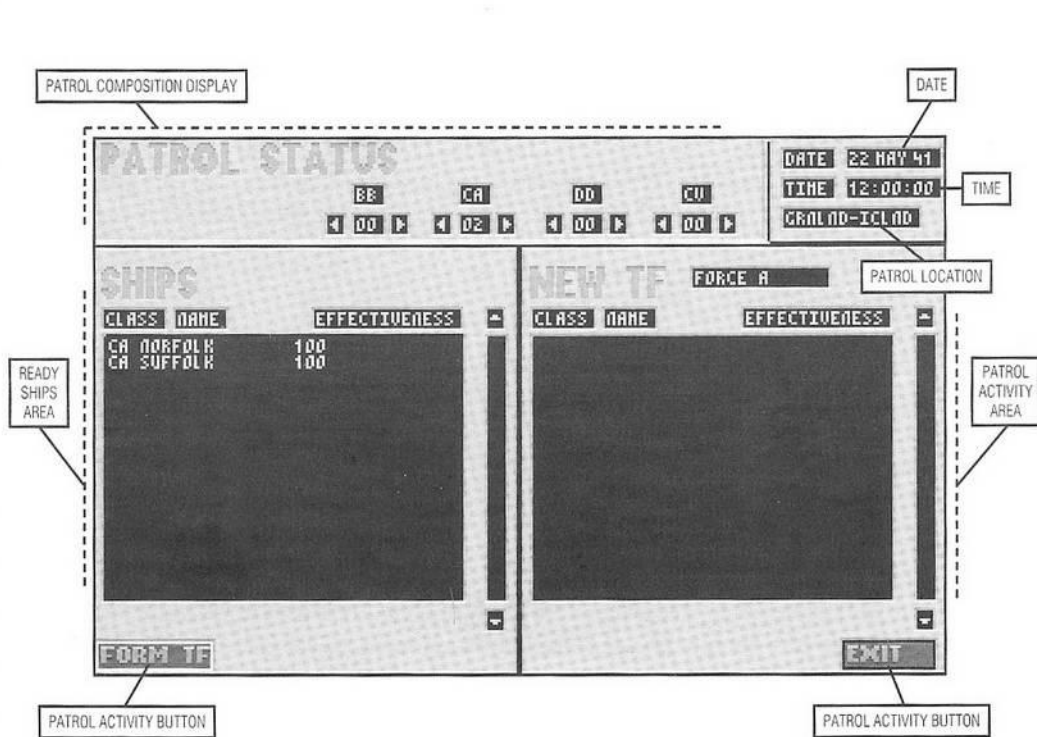 PATROL COMPOSITION DISPLAY
DATE
PATROL STATUS
DATE 22 MAY 41
BB CA DD CV
TIME 12:00:00
TIME
00 02 00 00
GRNLND-ICLND
PATROL LOCATION
SHIPS
NEW TF FORCE A
CLASS NAME EFFECTIVENESS
CLASS NAME EFFECTIVENESS
CA NORFOLK 100
CA SUFFOLK 100
READY
SHIPS
AREA
PATROL
ACTIVITY
AREA
FORM TF
EXIT
PATROL ACTIVITY BUTTON
PATROL ACTIVITY BUTTON